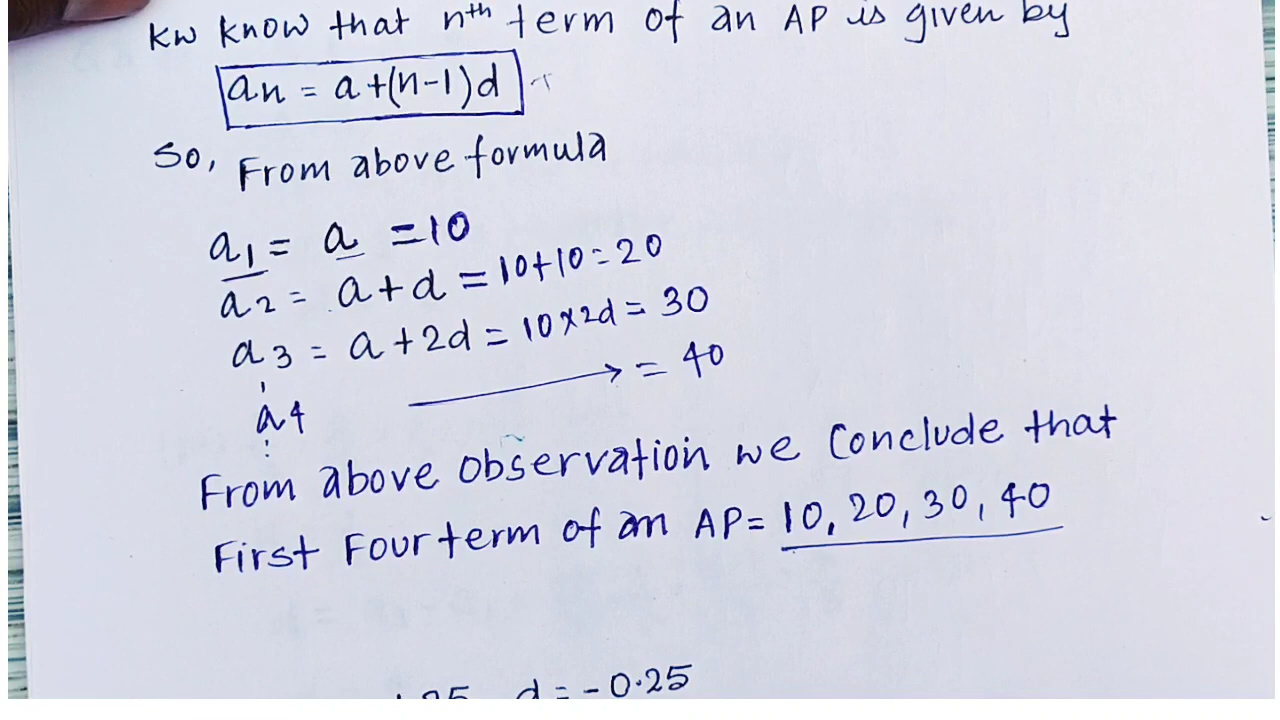 Kw know that nth term of an AP is given by
an = a+(n-1)d
So, From above formula
a1 = a = 10
a2 = a+d = 10+10=20
a3 = a+2d = 10x2d = 30
a4 → = 40
From above observation we conclude that
First Four term of an AP = 10, 20, 30, 40
d = -0.25